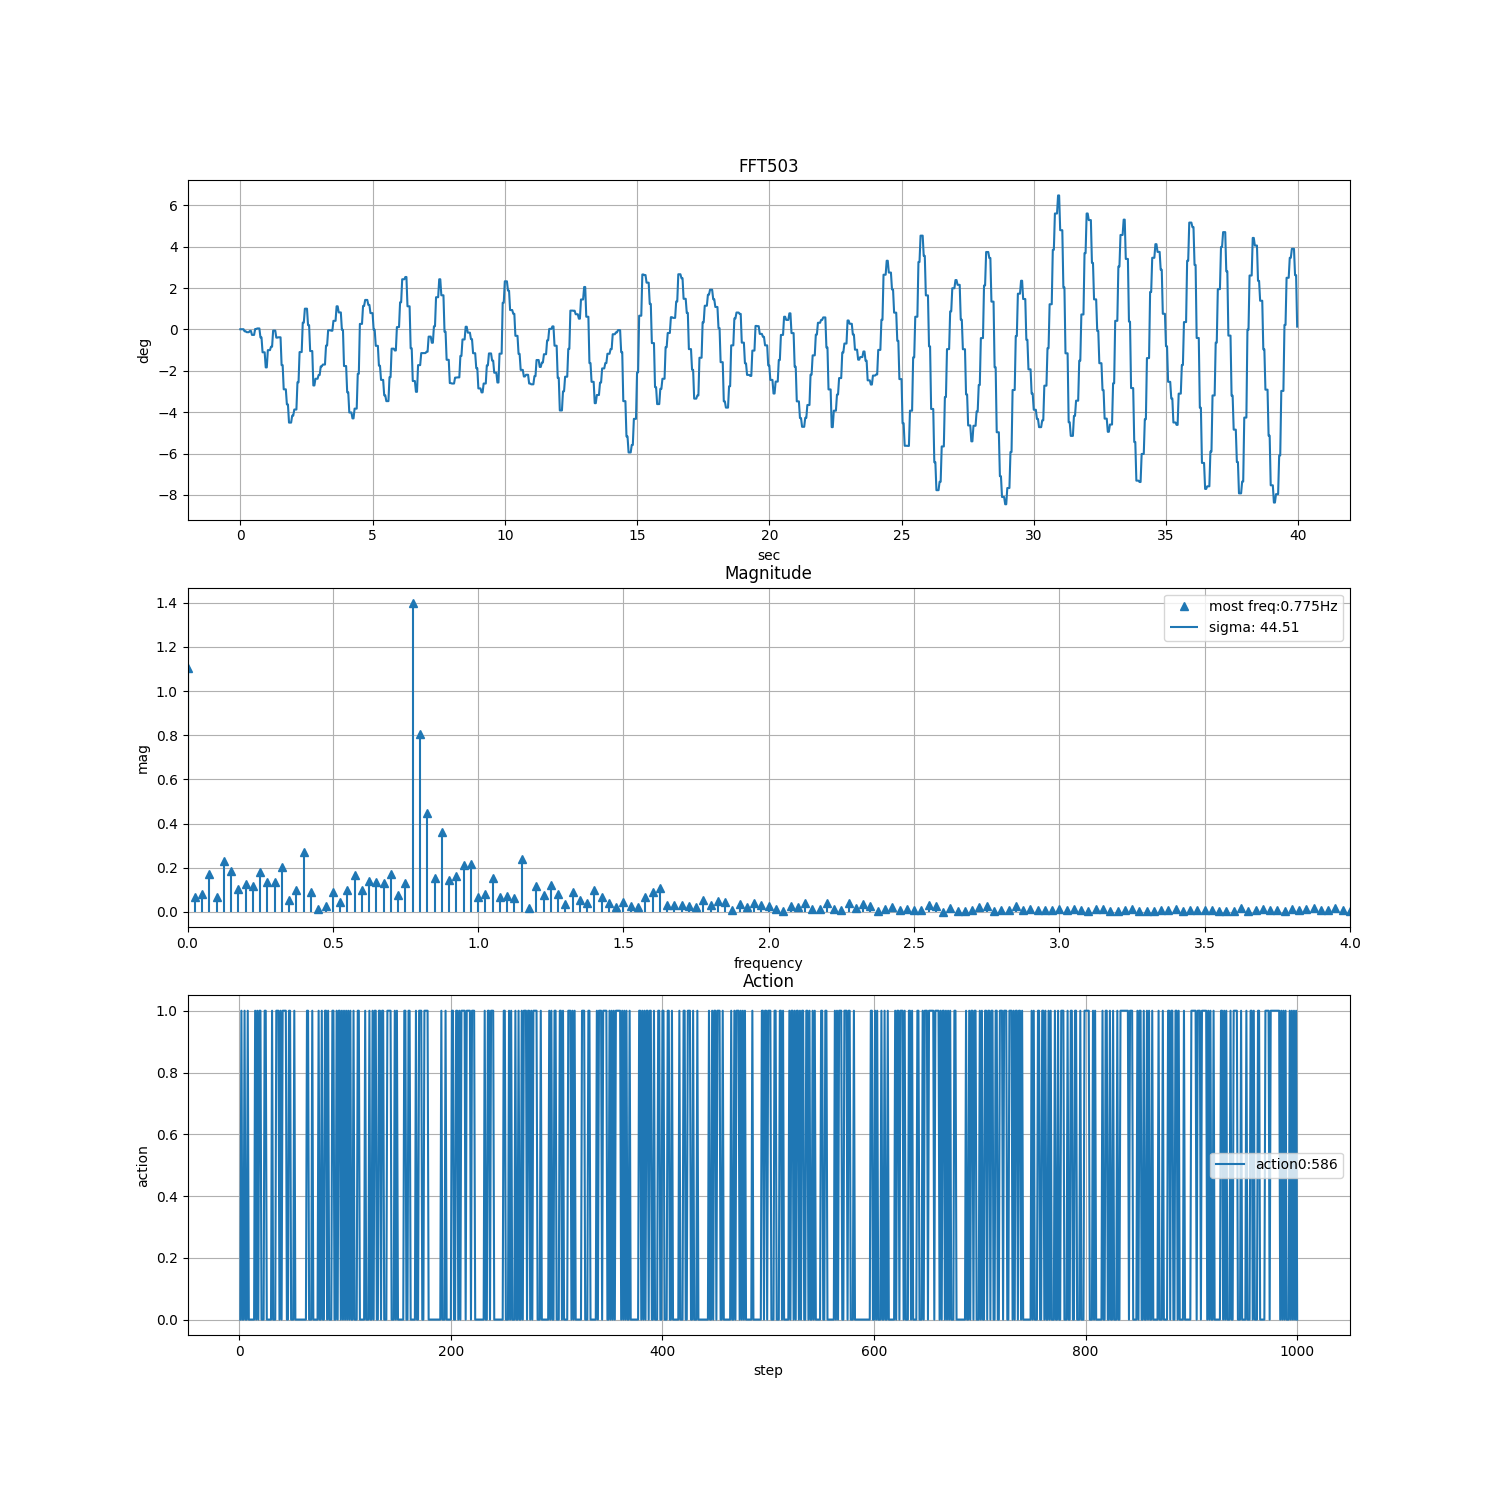 FFT503
6
4
2
0
−2
−4
−6
−8
deg
0 5 10 15 20 25 30 35 40
sec
Magnitude
1.4
1.2
1.0
0.8
0.6
0.4
0.2
0.0
mag
most freq:0.775Hz
sigma: 44.51
0.0 0.5 1.0 1.5 2.0 2.5 3.0 3.5 4.0
frequency
Action
1.0
0.8
0.6
0.4
0.2
0.0
action
action0:586
0 200 400 600 800 1000
step